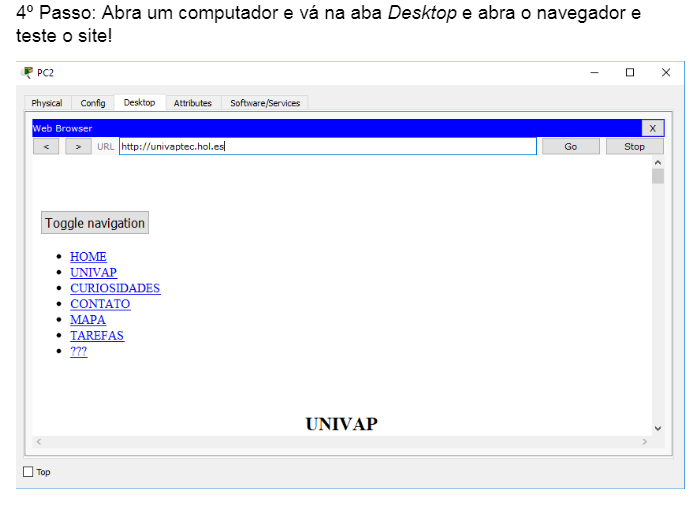 4º Passo: Abra um computador e vá na aba Desktop e abra o navegador e
teste o site!
PC2
Physical Config Desktop Attributes Software/Services
Web Browser X
< > URL http://univaptec.hol.es Go Stop
Toggle navigation
HOME
UNIVAP
CURIOSIDADES
CONTATO
MAPA
TAREFAS
???
UNIVAP
Top